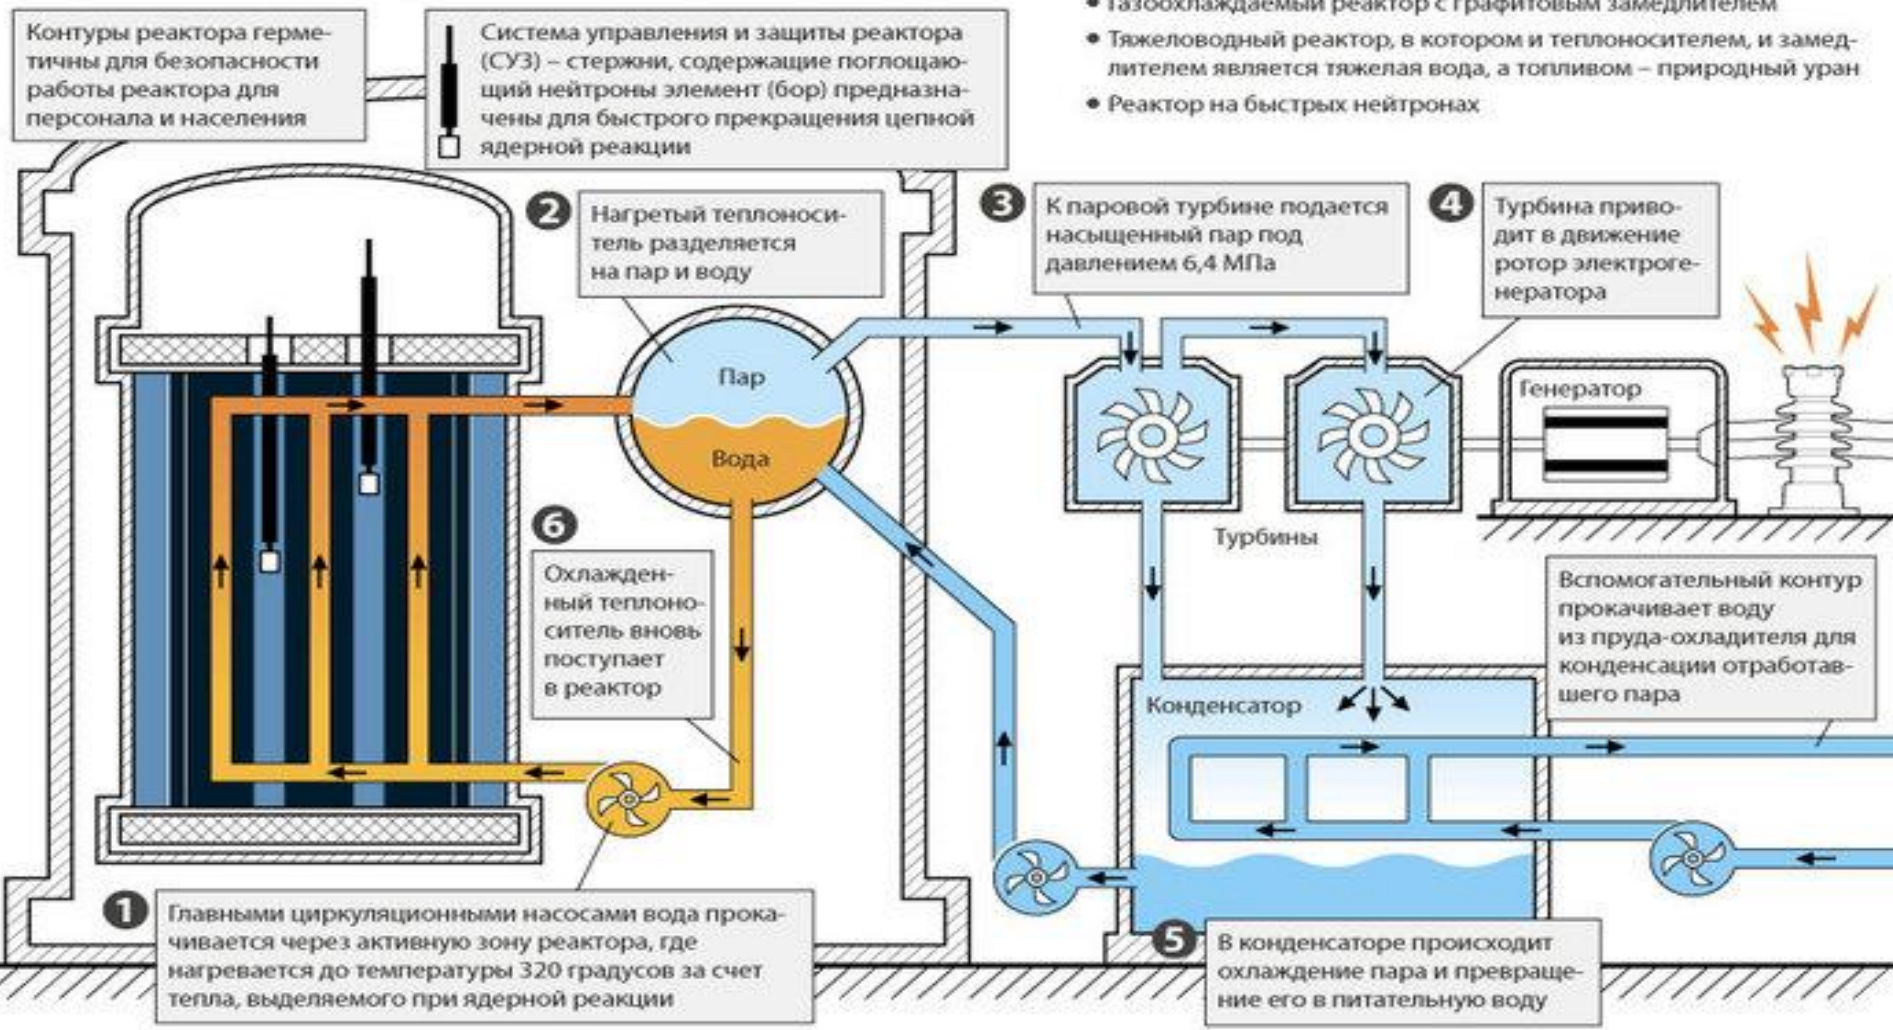 Контуры реактора герме-
тичны для безопасности
работы реактора для
персонала и населения
Система управления и защиты реактора
(СУЗ) – стержни, содержащие поглощаю-
щий нейтроны элемент (бор) предназна-
чены для быстрого прекращения цепной
ядерной реакции
• Газоохлаждаемый реактор с графитовым замедлителем
• Тяжеловодный реактор, в котором и теплоносителем, и замед-
лителем является тяжелая вода, а топливом – природный уран
• Реактор на быстрых нейтронах
2
Нагретый теплоноси-
тель разделяется
на пар и воду
3
К паровой турбине подается
насыщенный пар под
давлением 6,4 МПа
4
Турбина приво-
дит в движение
ротор электроге-
нератора
Пар
Вода
Генератор
Турбины
6
Охлажден-
ный теплоно-
ситель вновь
поступает
в реактор
Вспомогательный контур
прокачивает воду
из пруда-охладителя для
конденсации отработав-
шего пара
Конденсатор
1
Главными циркуляционными насосами вода прока-
чивается через активную зону реактора, где
нагревается до температуры 320 градусов за счет
тепла, выделяемого при ядерной реакции
5
В конденсаторе происходит
охлаждение пара и превраще-
ние его в питательную воду